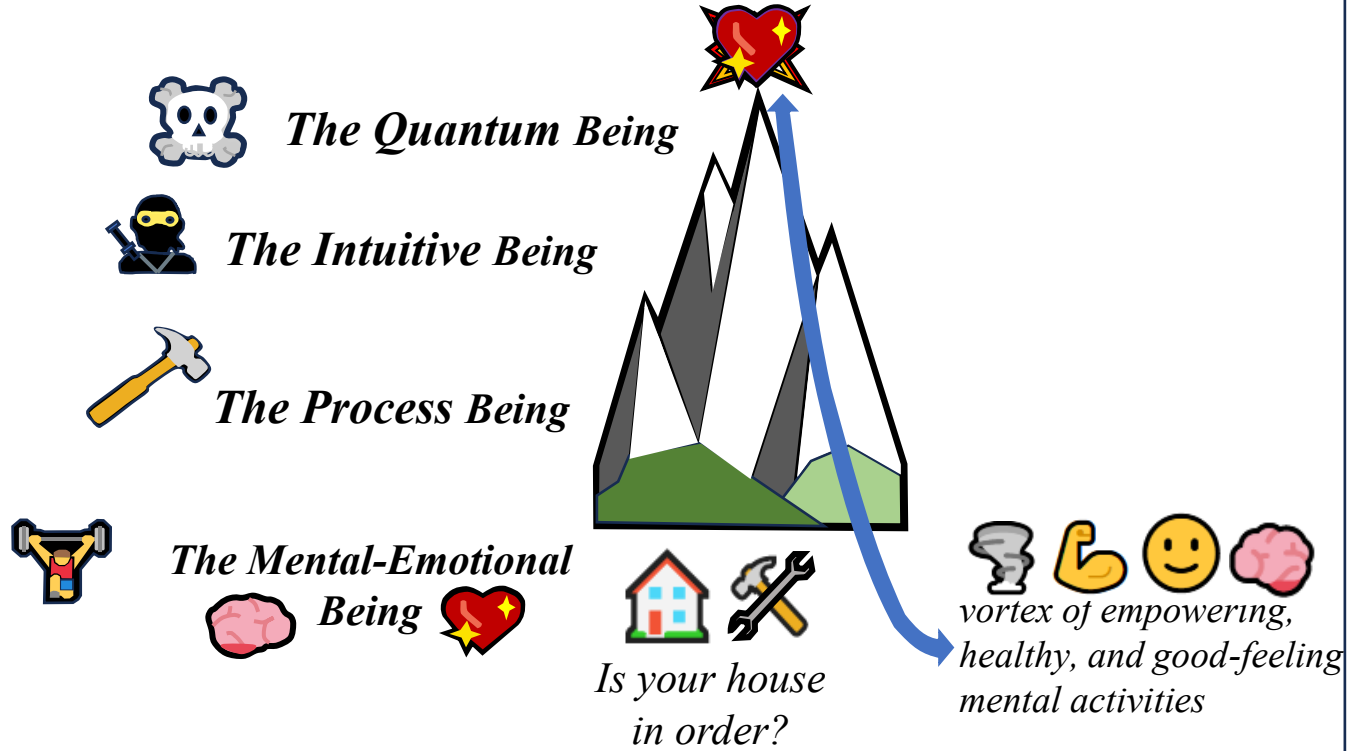 The Quantum Being
The Intuitive Being
The Process Being
The Mental-Emotional
Being
Is your house
in order?
vortex of empowering,
healthy, and good-feeling
mental activities